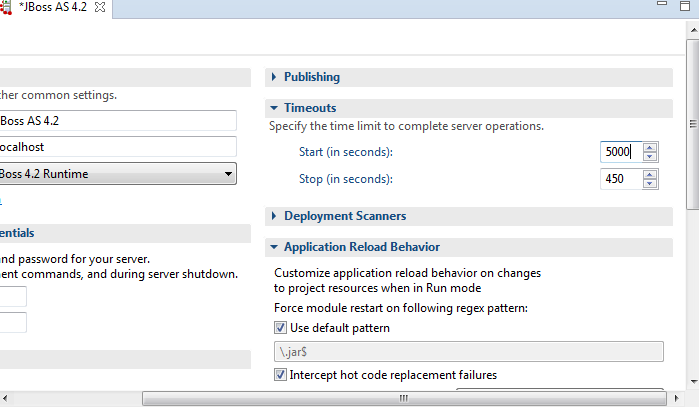 *JBoss AS 4.2
ther common settings.
Boss AS 4.2
ocalhost
Boss 4.2 Runtime
entials
and password for your server.
ment commands, and during server shutdown.
Publishing
Timeouts
Specify the time limit to complete server operations.
Start (in seconds): 5000
Stop (in seconds): 450
Deployment Scanners
Application Reload Behavior
Customize application reload behavior on changes
to project resources when in Run mode
Force module restart on following regex pattern:
Use default pattern
\.jar$
Intercept hot code replacement failures